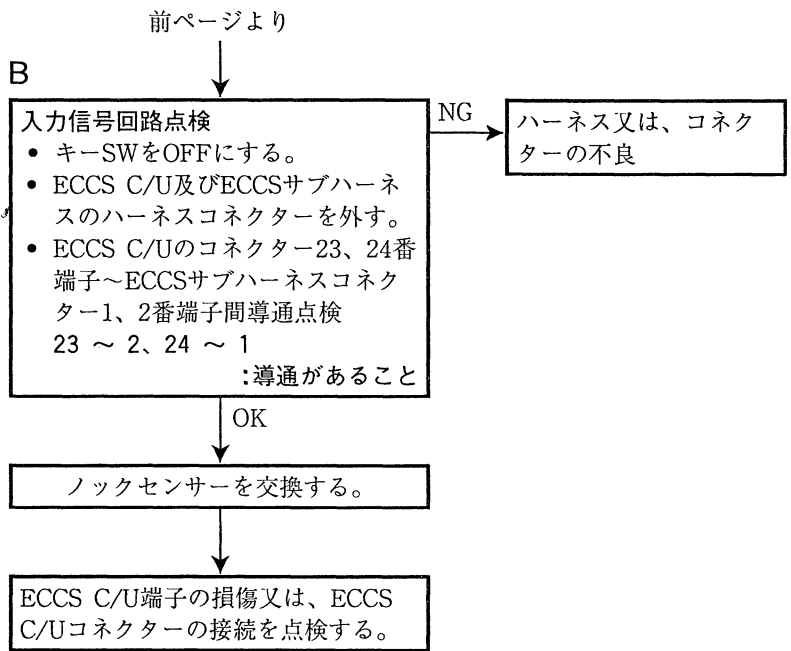 前ページより
B
入力信号回路点検
• キーSWをOFFにする。
• ECCS C/U及びECCSサブハーネ
スのハーネスコネクターを外す。
• ECCS C/Uのコネクター23、24番
端子～ECCSサブハーネスコネク
ター1、2番端子間導通点検
23 ～ 2、24 ～ 1
:導通があること
NG
ハーネス又は、コネク
ターの不良
OK
ノックセンサーを交換する。
ECCS C/U端子の損傷又は、ECCS
C/Uコネクターの接続を点検する。